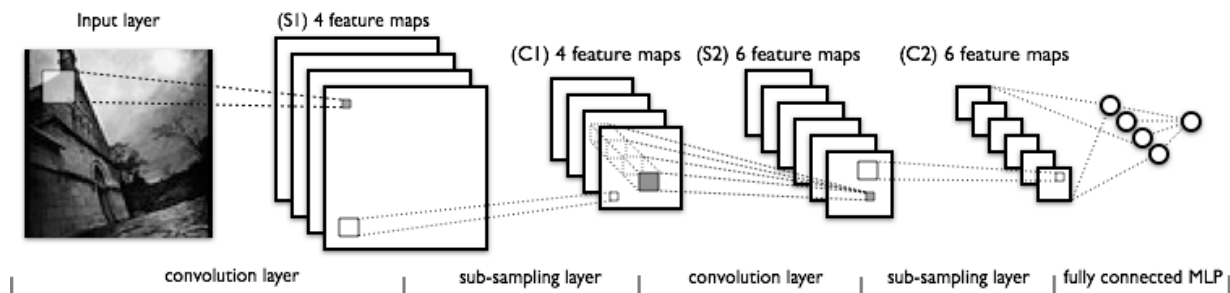 Input layer
(S1) 4 feature maps
(C1) 4 feature maps
(S2) 6 feature maps
(C2) 6 feature maps
convolution layer
sub-sampling layer
convolution layer
sub-sampling layer
fully connected MLP